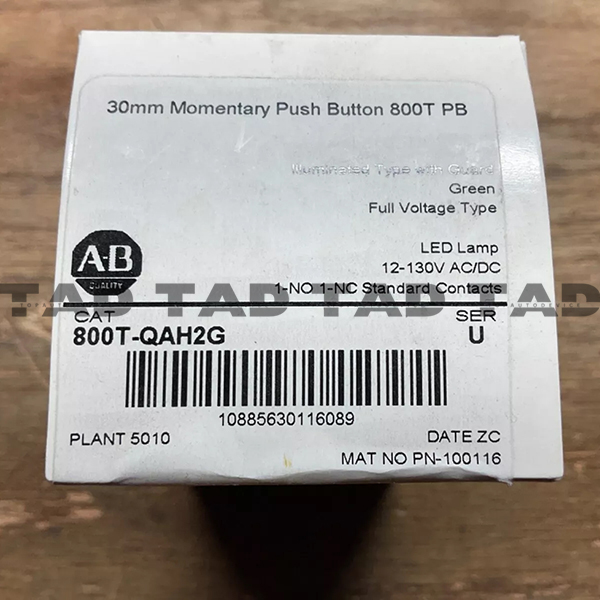 30mm Momentary Push Button 800T PB
Illuminated Type with Guard
Green
Full Voltage Type
A-B
QUALITY
LED Lamp
12-130V AC/DC
1-NO 1-NC Standard Contacts
TAD TAD TAD TAD TAD
CAT
SER
800T-QAH2G
U
10885630116089
PLANT 5010
DATE ZC
MAT NO PN-100116